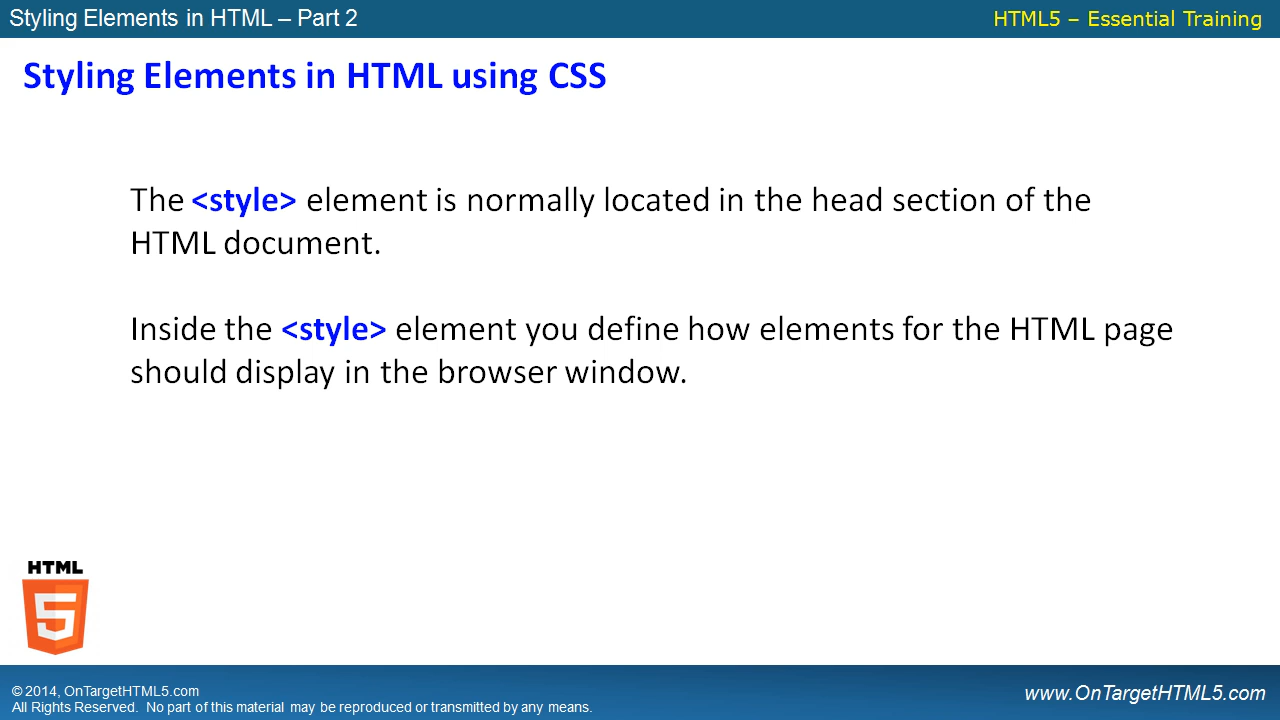 Styling Elements in HTML – Part 2
HTML5 – Essential Training
Styling Elements in HTML using CSS
The <style> element is normally located in the head section of the
HTML document.
Inside the <style> element you define how elements for the HTML page
should display in the browser window.
HTML
5
© 2014, OnTargetHTML5.com
All Rights Reserved.  No part of this material may be reproduced or transmitted by any means.
www.OnTargetHTML5.com